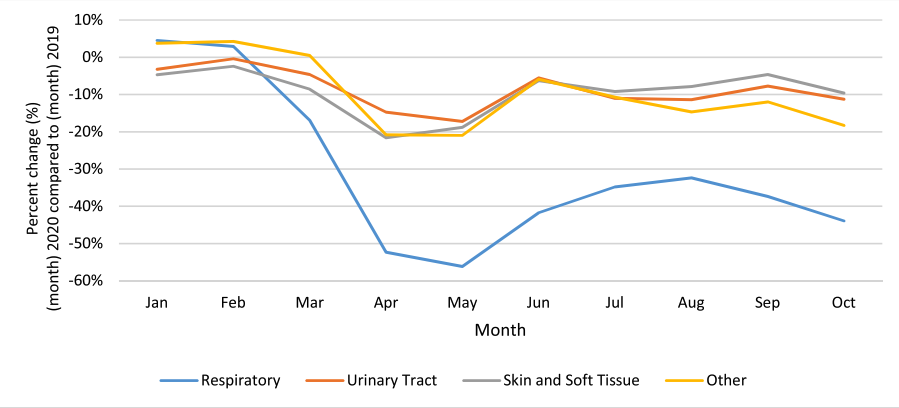 10%
0%
-10%
-20%
-30%
-40%
-50%
-60%
Percent change (%)
(month) 2020 compared to (month) 2019
Jan Feb Mar Apr May Jun Jul Aug Sep Oct
Month
Respiratory Urinary Tract Skin and Soft Tissue Other